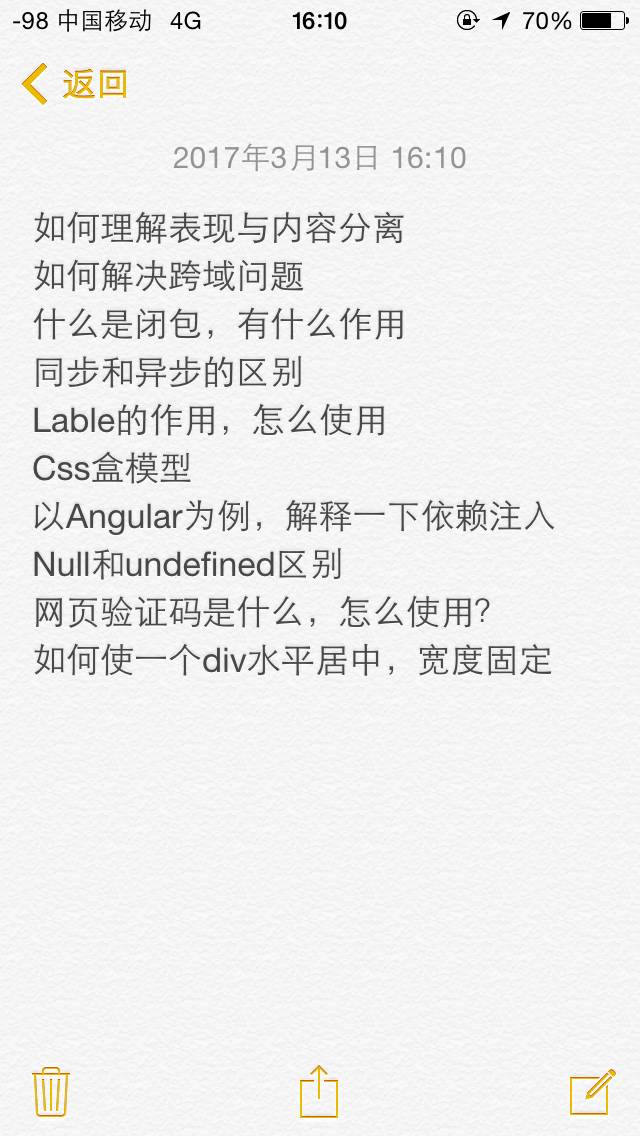 -98 中国移动 4G 16:10 70%
返回
2017年3月13日 16:10
如何理解表现与内容分离
如何解决跨域问题
什么是闭包，有什么作用
同步和异步的区别
Lable的作用，怎么使用
Css盒模型
以Angular为例，解释一下依赖注入
Null和undefined区别
网页验证码是什么，怎么使用？
如何使一个div水平居中，宽度固定